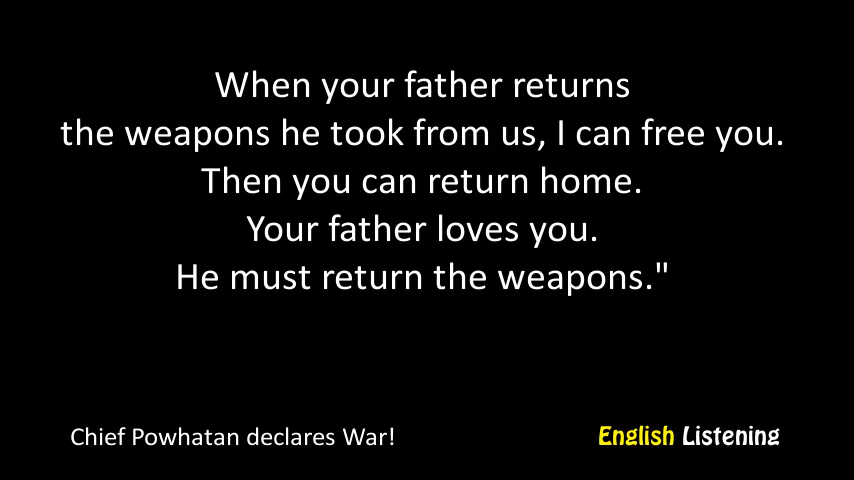 When your father returns
the weapons he took from us, I can free you.
Then you can return home.
Your father loves you.
He must return the weapons."
Chief Powhatan declares War!
English Listening